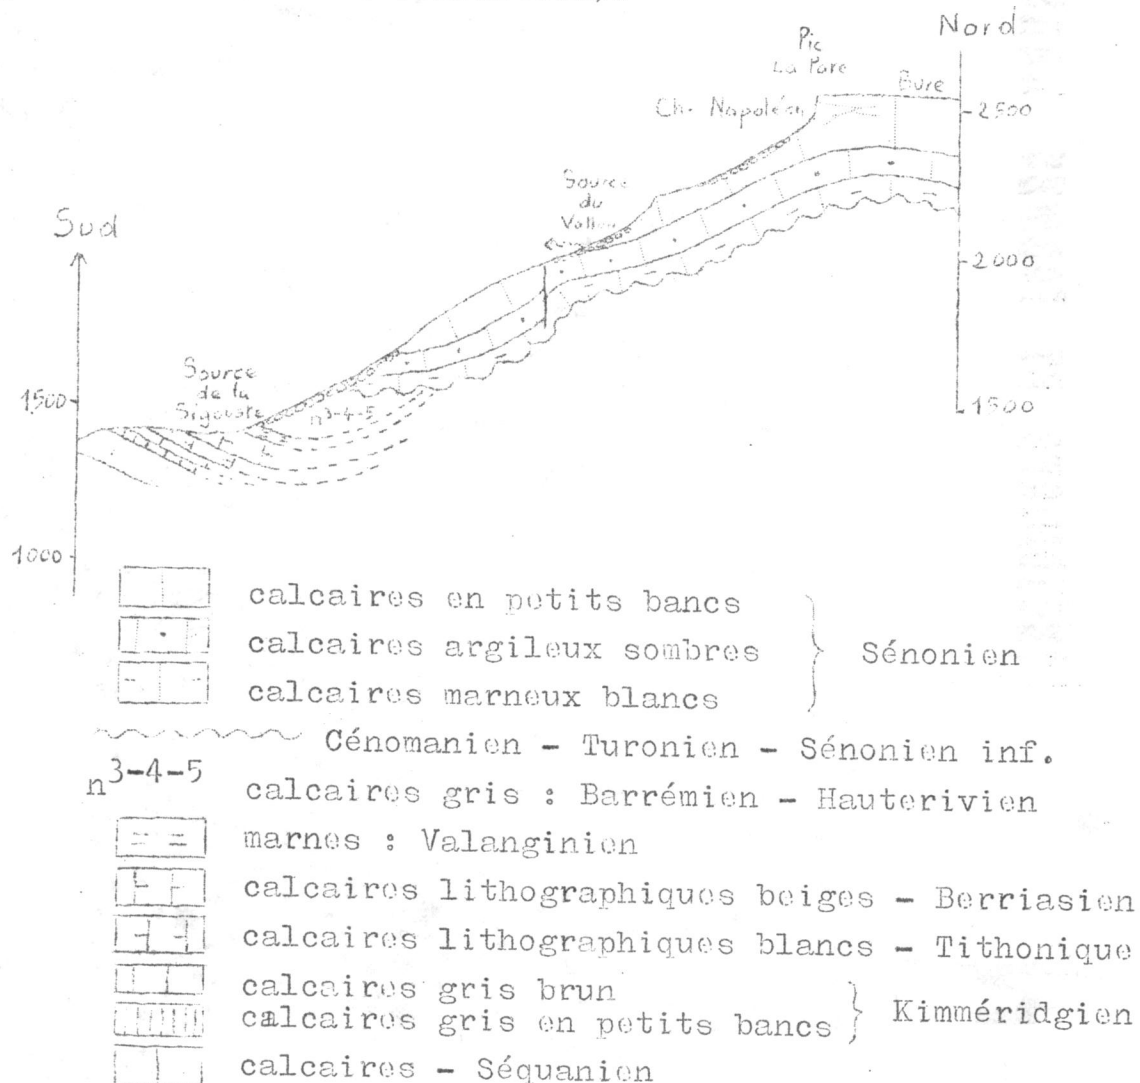 Nord
Pic
La Pare
Bure
Ch. Napoléon
2500
Source
du
Vallon
Sud
2000
Source
de la
Sigouste
1500
n3-4-5
1500
1000
calcaires en petits bancs
calcaires argileux sombres
Sénonien
calcaires marneux blancs
Cénomanien - Turonien - Sénonien inf.
n3-4-5
calcaires gris : Barrémien - Hauterivien
marnes : Valanginien
calcaires lithographiques beiges - Berriasien
calcaires lithographiques blancs - Tithonique
calcaires gris brun
calcaires gris en petits bancs
Kimméridgien
calcaires - Séquanien